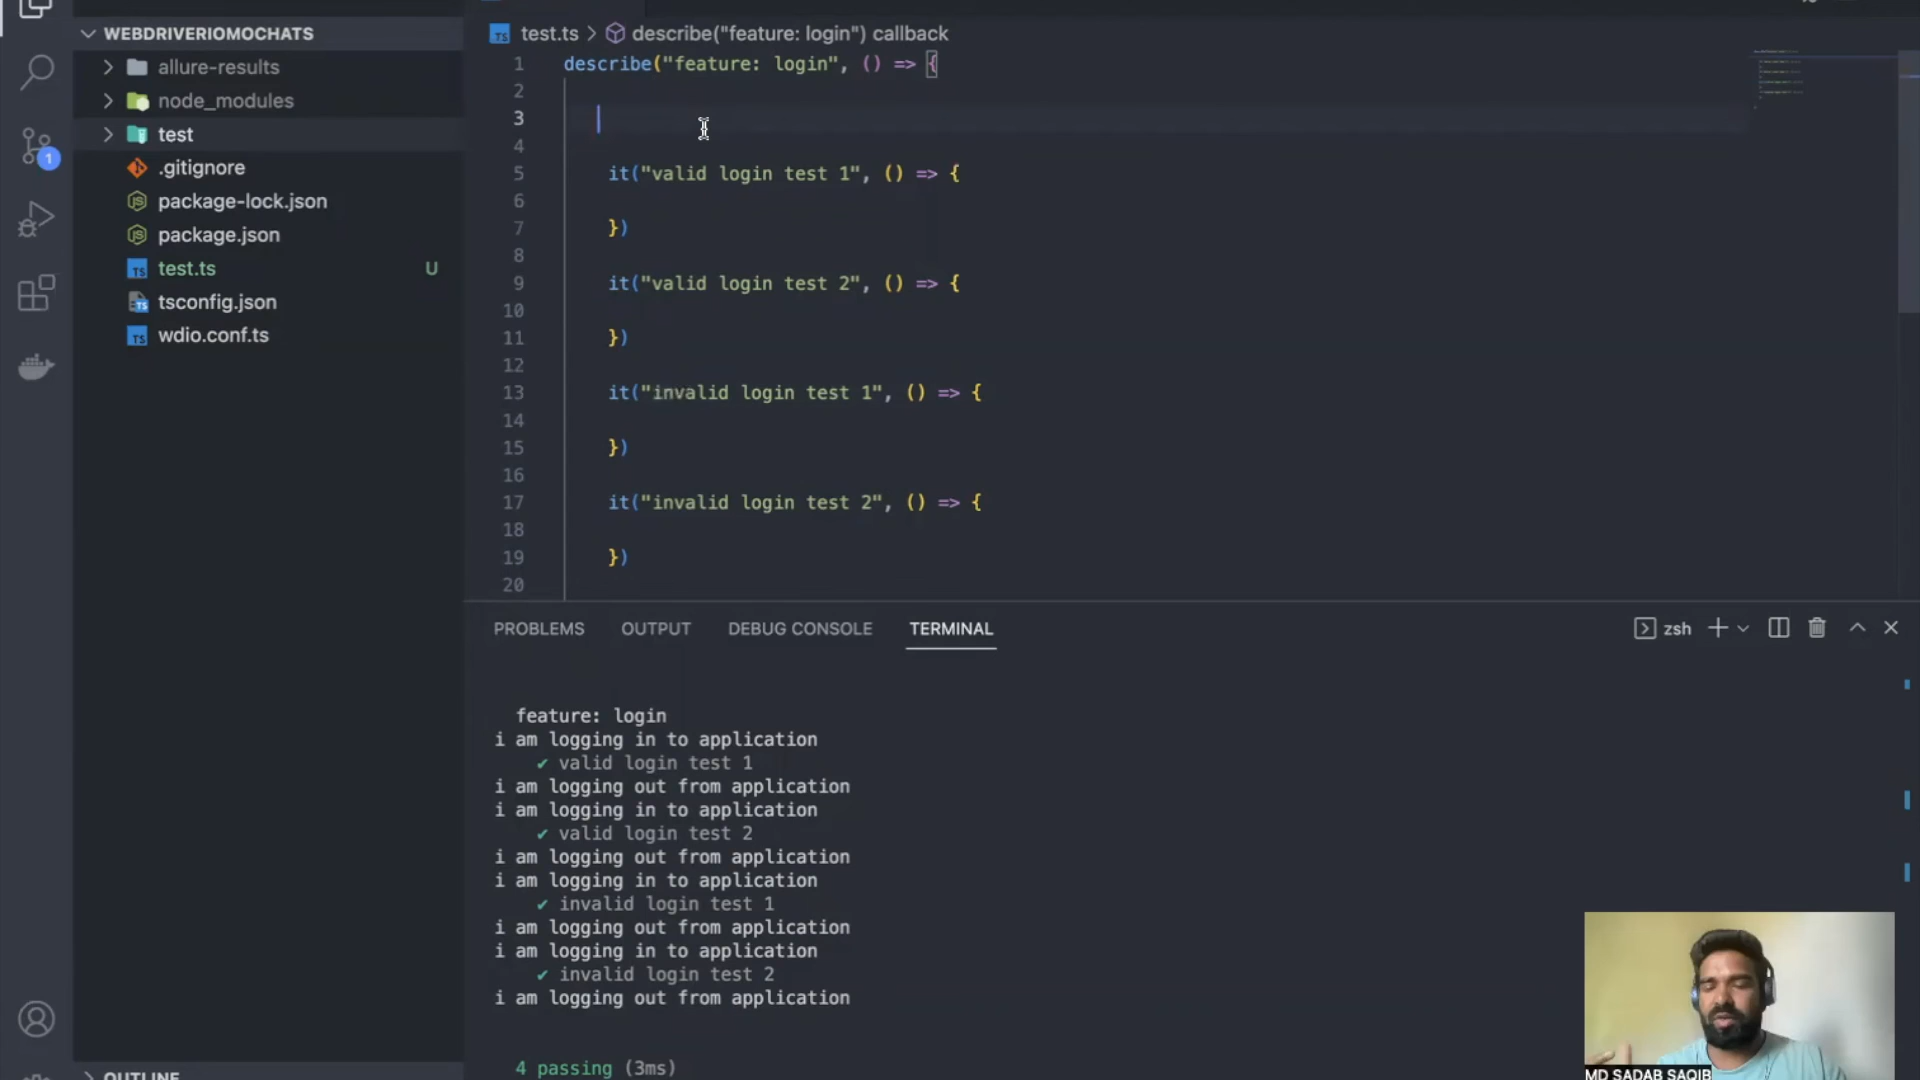 WEBDRIVERIOMOCHATS
allure-results
node_modules
test
.gitignore
package-lock.json
package.json
test.ts U
tsconfig.json
wdio.conf.ts
OUTLINE
1
test.ts > describe("feature: login") callback
1 describe("feature: login", () => {
2
3
4
5 it("valid login test 1", () => {
6
7 })
8
9 it("valid login test 2", () => {
10
11 })
12
13 it("invalid login test 1", () => {
14
15 })
16
17 it("invalid login test 2", () => {
18
19 })
20
PROBLEMS OUTPUT DEBUG CONSOLE TERMINAL zsh
feature: login
i am logging in to application
✔ valid login test 1
i am logging out from application
i am logging in to application
✔ valid login test 2
i am logging out from application
i am logging in to application
✔ invalid login test 1
i am logging out from application
i am logging in to application
✔ invalid login test 2
i am logging out from application
4 passing (3ms)
MD SADAB SAQIB